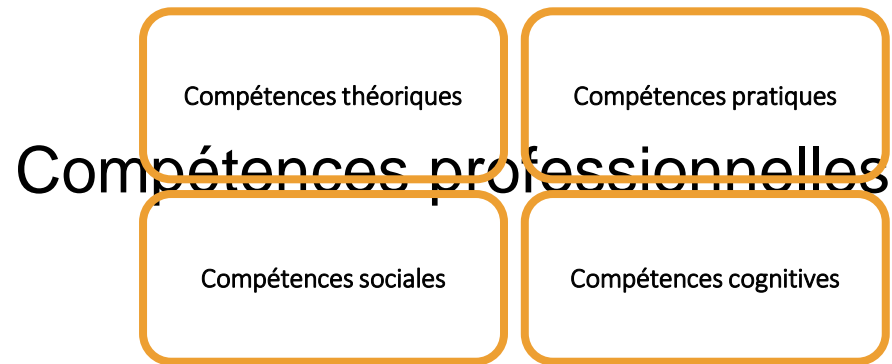 Compétences théoriques
Compétences pratiques
Compétences professionnelles
Compétences sociales
Compétences cognitives